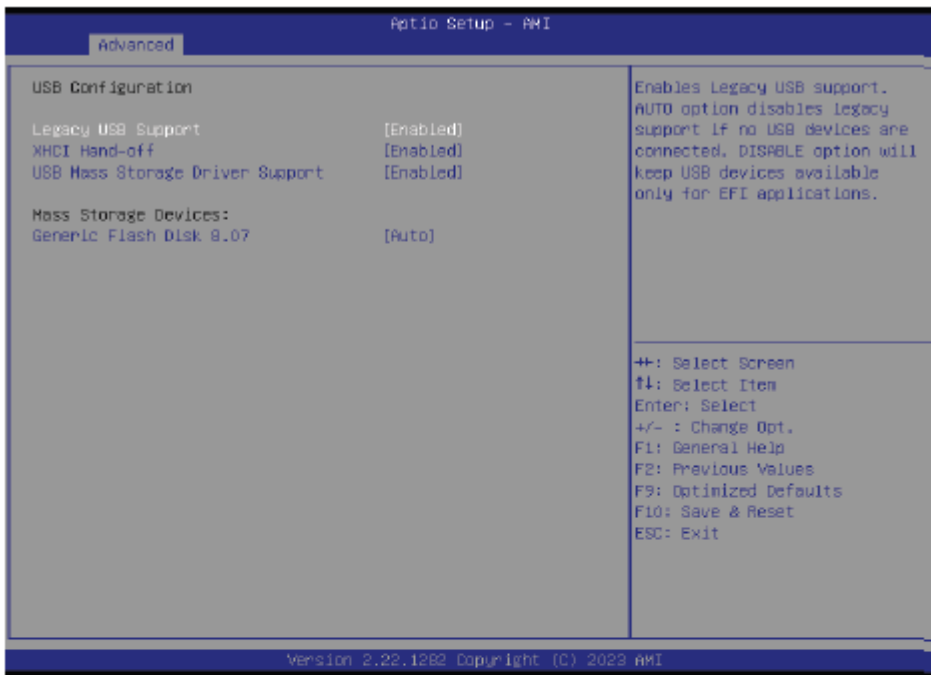 Aptio Setup - AMI
Advanced
USB Configuration
Legacy USB Support [Enabled]
XHCI Hand-off [Enabled]
USB Mass Storage Driver Support [Enabled]
Mass Storage Devices:
Generic Flash Disk 8.07 [Auto]
Enables Legacy USB support.
AUTO option disables legacy
support if no USB devices are
connected. DISABLE option will
keep USB devices available
only for EFI applications.
→←: Select Screen
↑↓: Select Item
Enter: Select
+/- : Change Opt.
F1: General Help
F2: Previous Values
F9: Optimized Defaults
F10: Save & Reset
ESC: Exit
Version 2.22.1282 Copyright (C) 2023 AMI